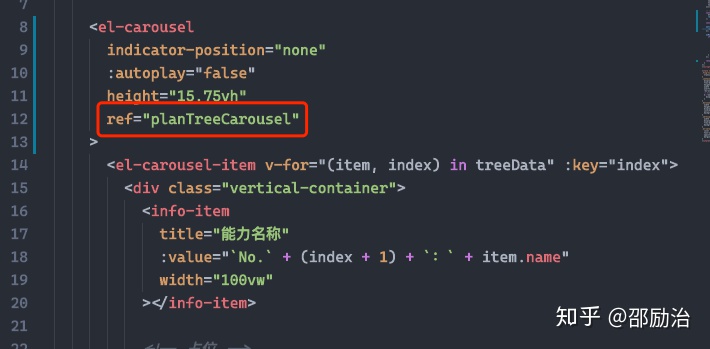 7
8 <el-carousel
9 indicator-position="none"
10 :autoplay="false"
11 height="15.75vh"
12 ref="planTreeCarousel"
13 >
14 <el-carousel-item v-for="(item, index) in treeData" :key="index">
15 <div class="vertical-container">
16 <info-item
17 title="能力名称"
18 :value="`No.` + (index + 1) + `: ` + item.name"
19 width="100vw"
20 ></info-item>
21
22 <!-- 占位 -->
知乎 @邵励治